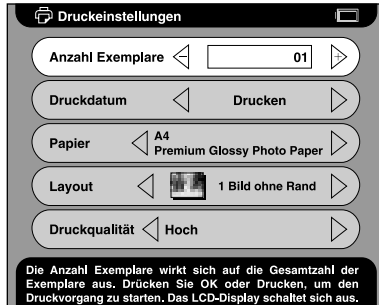 Druckeinstellungen
Anzahl Exemplare - 01 +
Druckdatum Drucken
Papier A4
Premium Glossy Photo Paper
Layout 1 Bild ohne Rand
Druckqualität Hoch
Die Anzahl Exemplare wirkt sich auf die Gesamtzahl der
Exemplare aus. Drücken Sie OK oder Drucken, um den
Druckvorgang zu starten. Das LCD-Display schaltet sich aus.